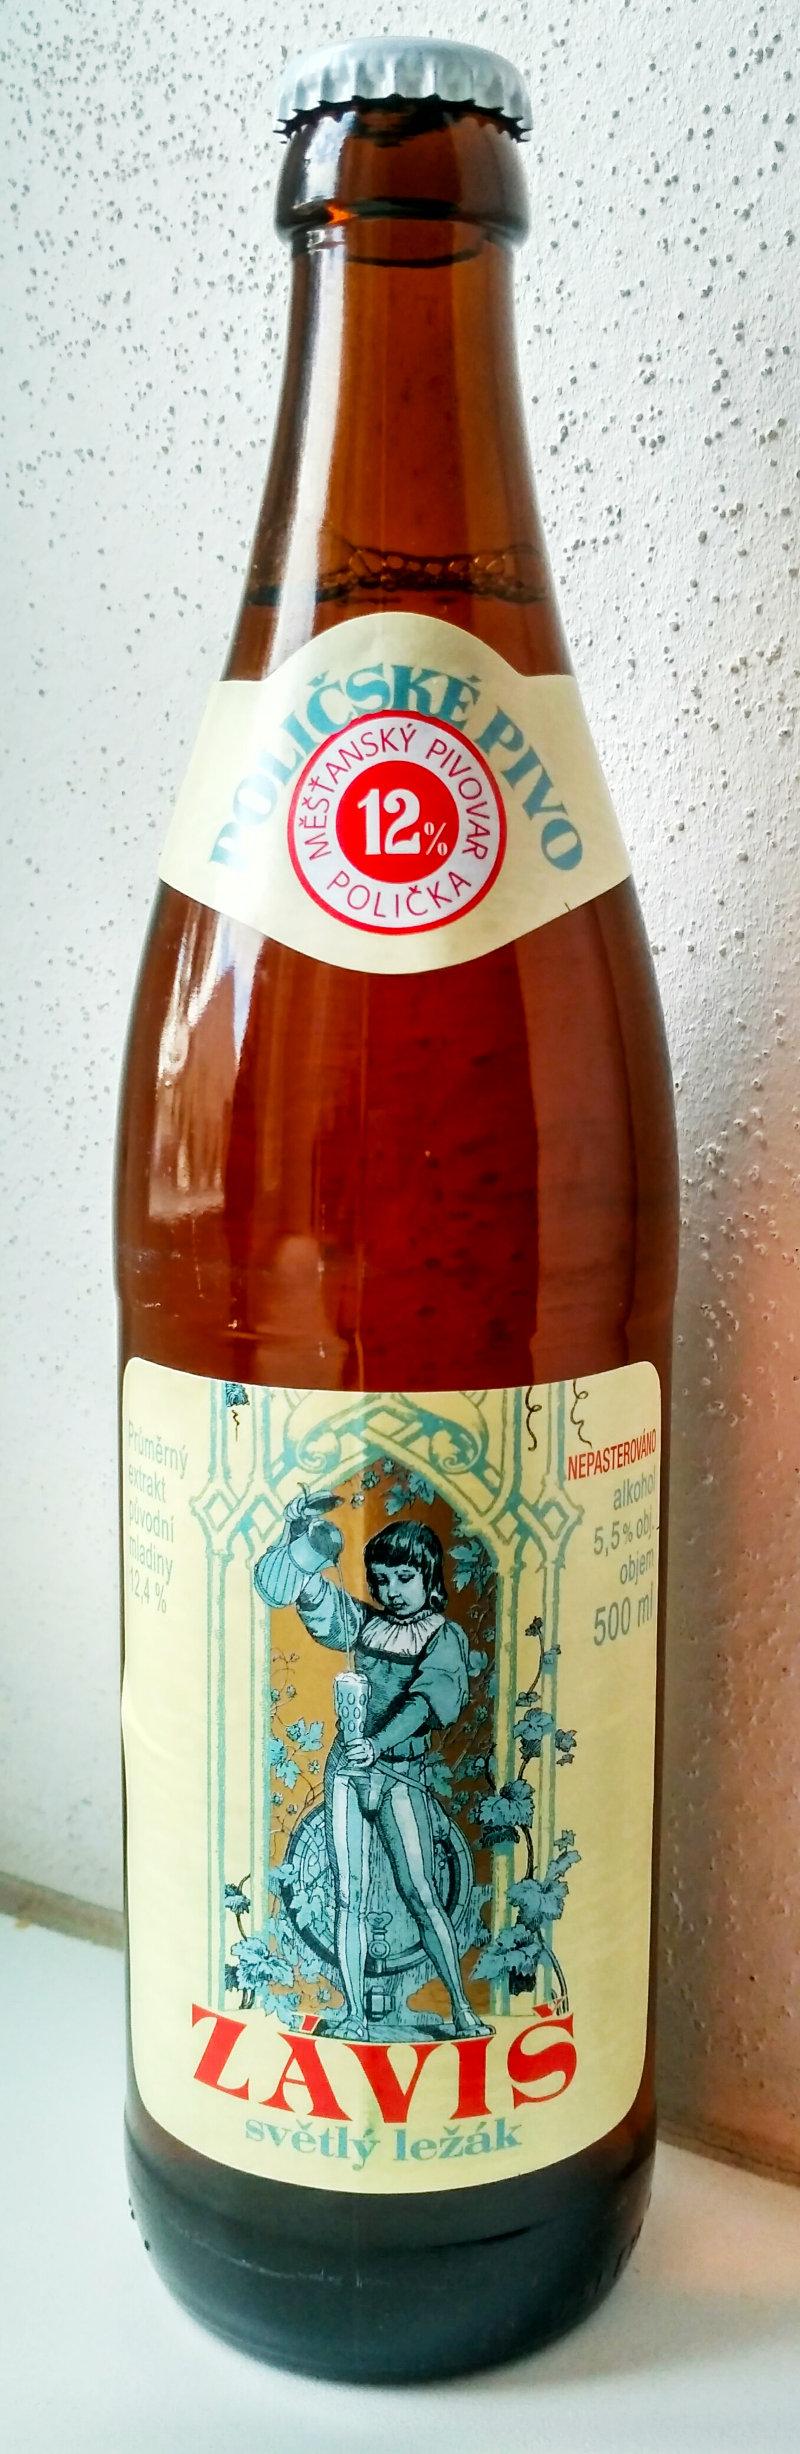 POLIČSKÉ PIVO
MĚŠŤANSKÝ PIVOVAR
12%
POLIČKA
Průměrný
extrakt
původní
mladiny
12,4 %
NEPASTEROVÁNO
alkohol
5,5% obj.
objem
500 ml
ZÁVIŠ
světlý ležák